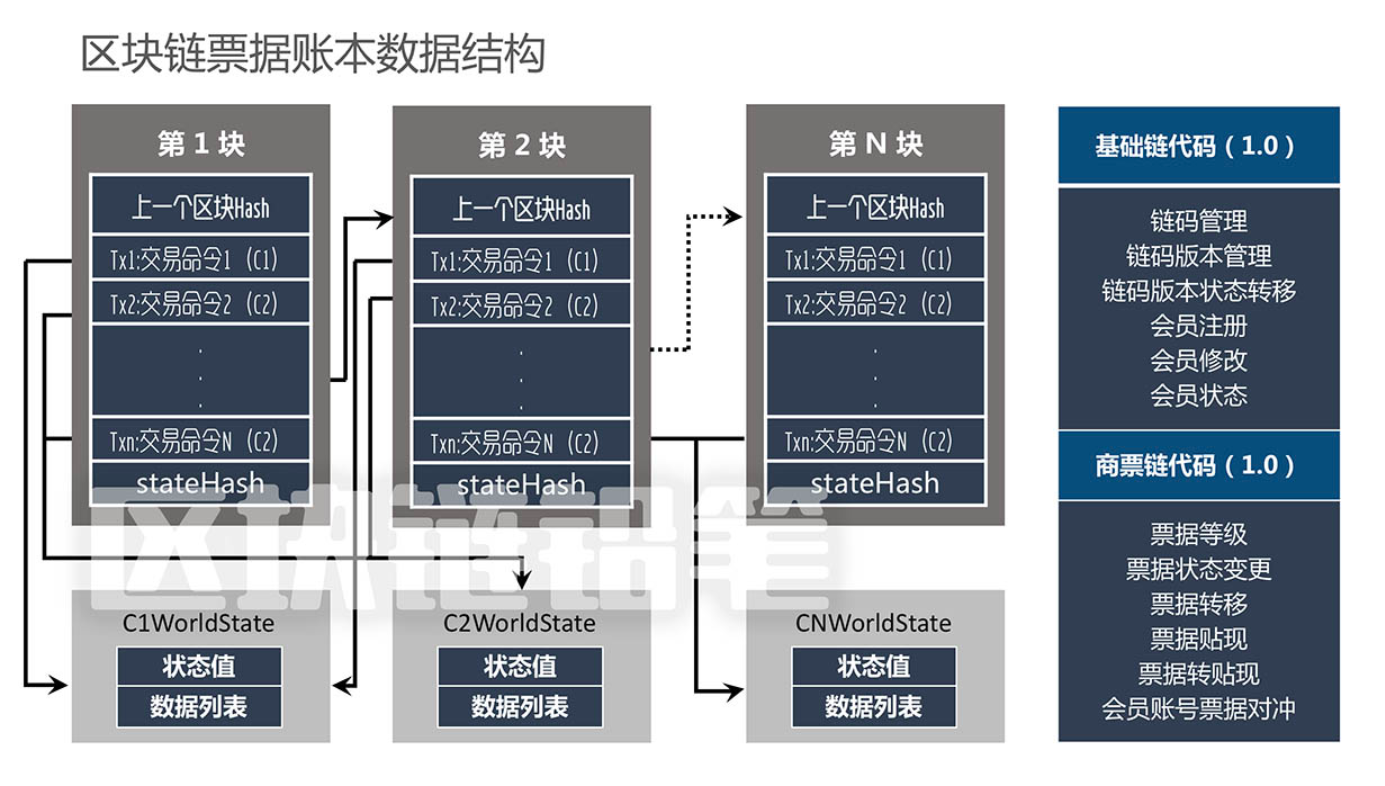 区块链票据账本数据结构
第 1 块
上一个区块Hash
Tx1:交易命令1（C1）
Tx2:交易命令2（C2）
.
.
.
Txn:交易命令N（C2）
stateHash
第 2 块
上一个区块Hash
Tx1:交易命令1（C1）
Tx2:交易命令2（C2）
.
.
.
Txn:交易命令N（C2）
stateHash
第 N 块
上一个区块Hash
Tx1:交易命令1（C1）
Tx2:交易命令2（C2）
.
.
.
Txn:交易命令N（C2）
stateHash
区块链铅笔
C1WorldState
状态值
数据列表
C2WorldState
状态值
数据列表
CNWorldState
状态值
数据列表
基础链代码（1.0）
链码管理
链码版本管理
链码版本状态转移
会员注册
会员修改
会员状态
商票链代码（1.0）
票据等级
票据状态变更
票据转移
票据贴现
票据转贴现
会员账号票据对冲